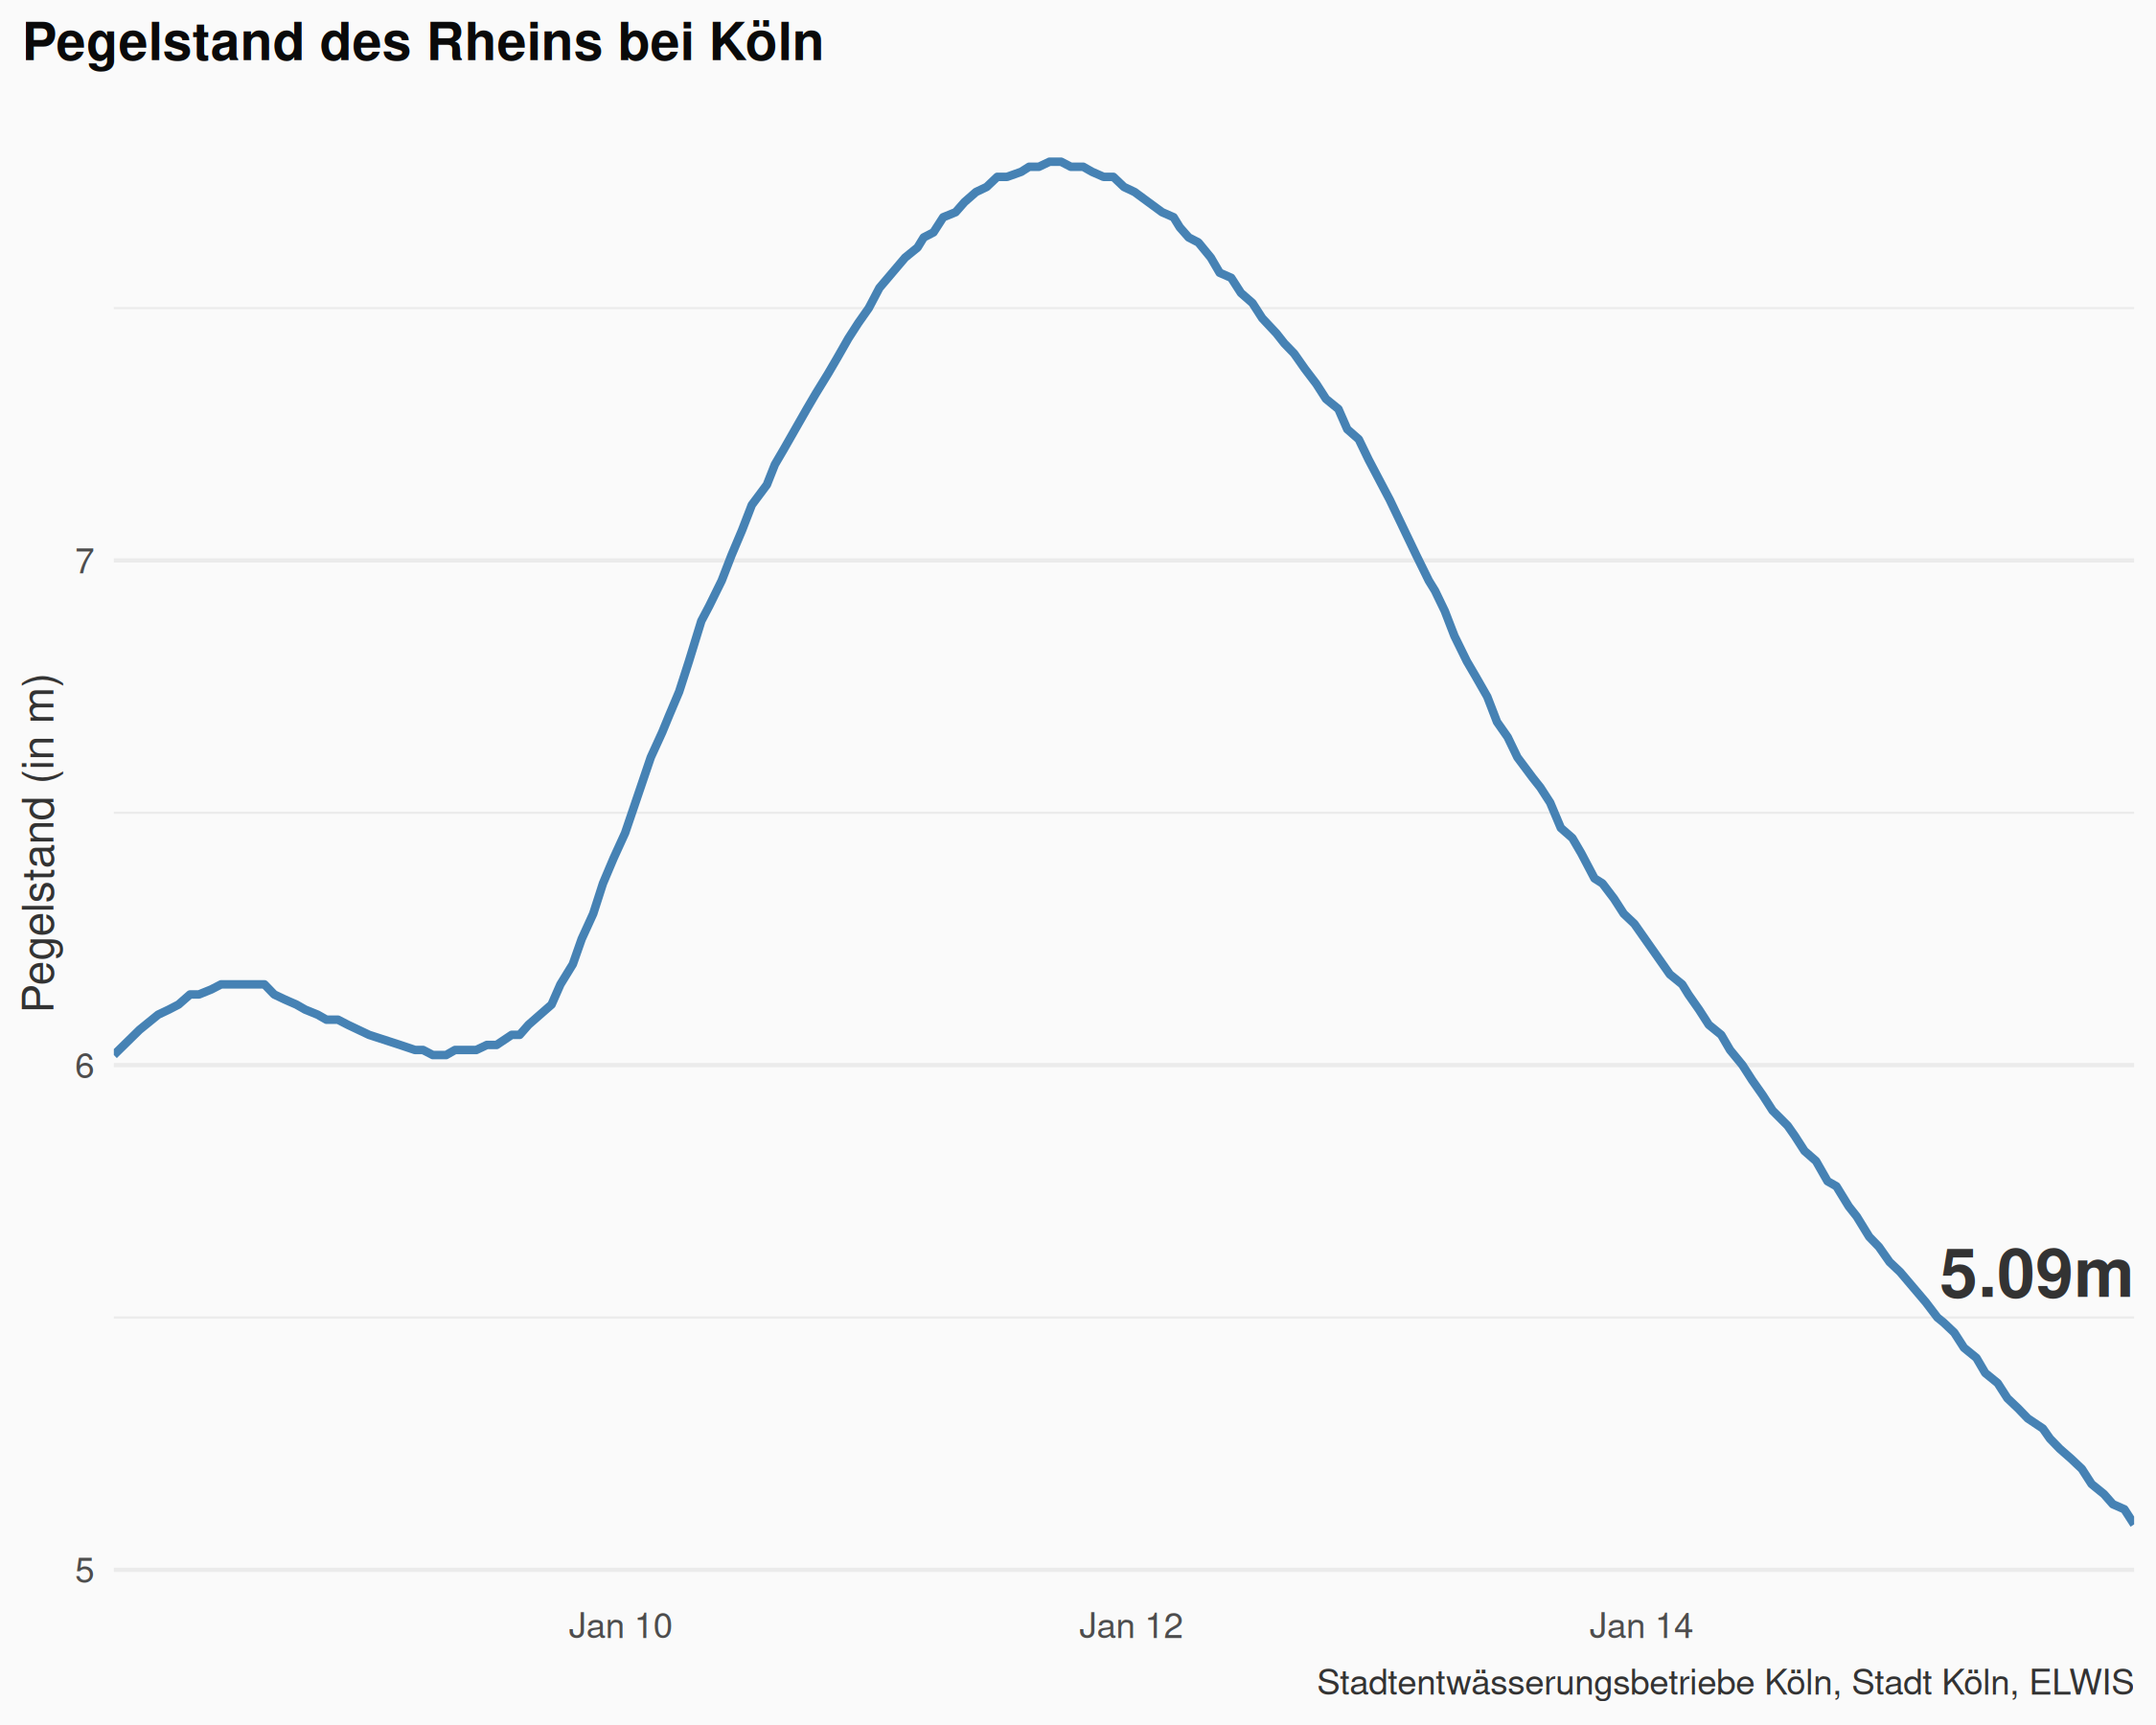 Pegelstand des Rheins bei Köln
Pegelstand (in m)
7
6
5
5.09m
Jan 10
Jan 12
Jan 14
Stadtentwässerungsbetriebe Köln, Stadt Köln, ELWIS